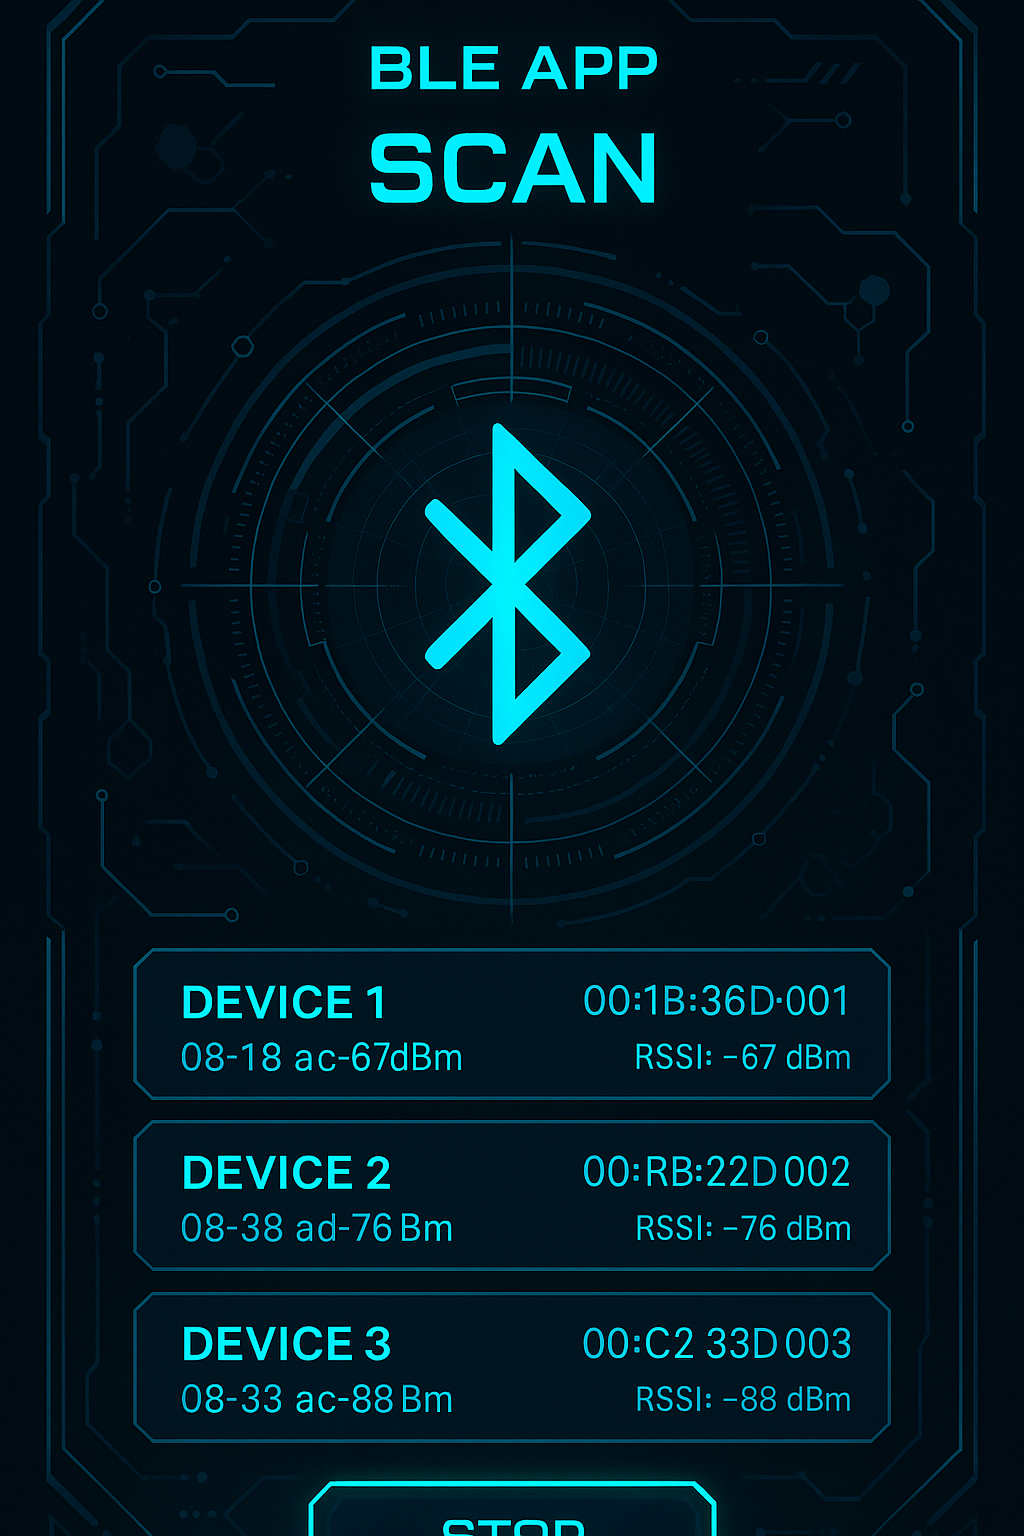 BLE APP
SCAN
DEVICE 1 00:1B:36D·001
08-18 ac-67dBm RSSI: -67 dBm
DEVICE 2 00:RB:22D 002
08-38 ad-76 Bm RSSI: -76 dBm
DEVICE 3 00:C2 33D 003
08-33 ac-88 Bm RSSI: -88 dBm
STOP